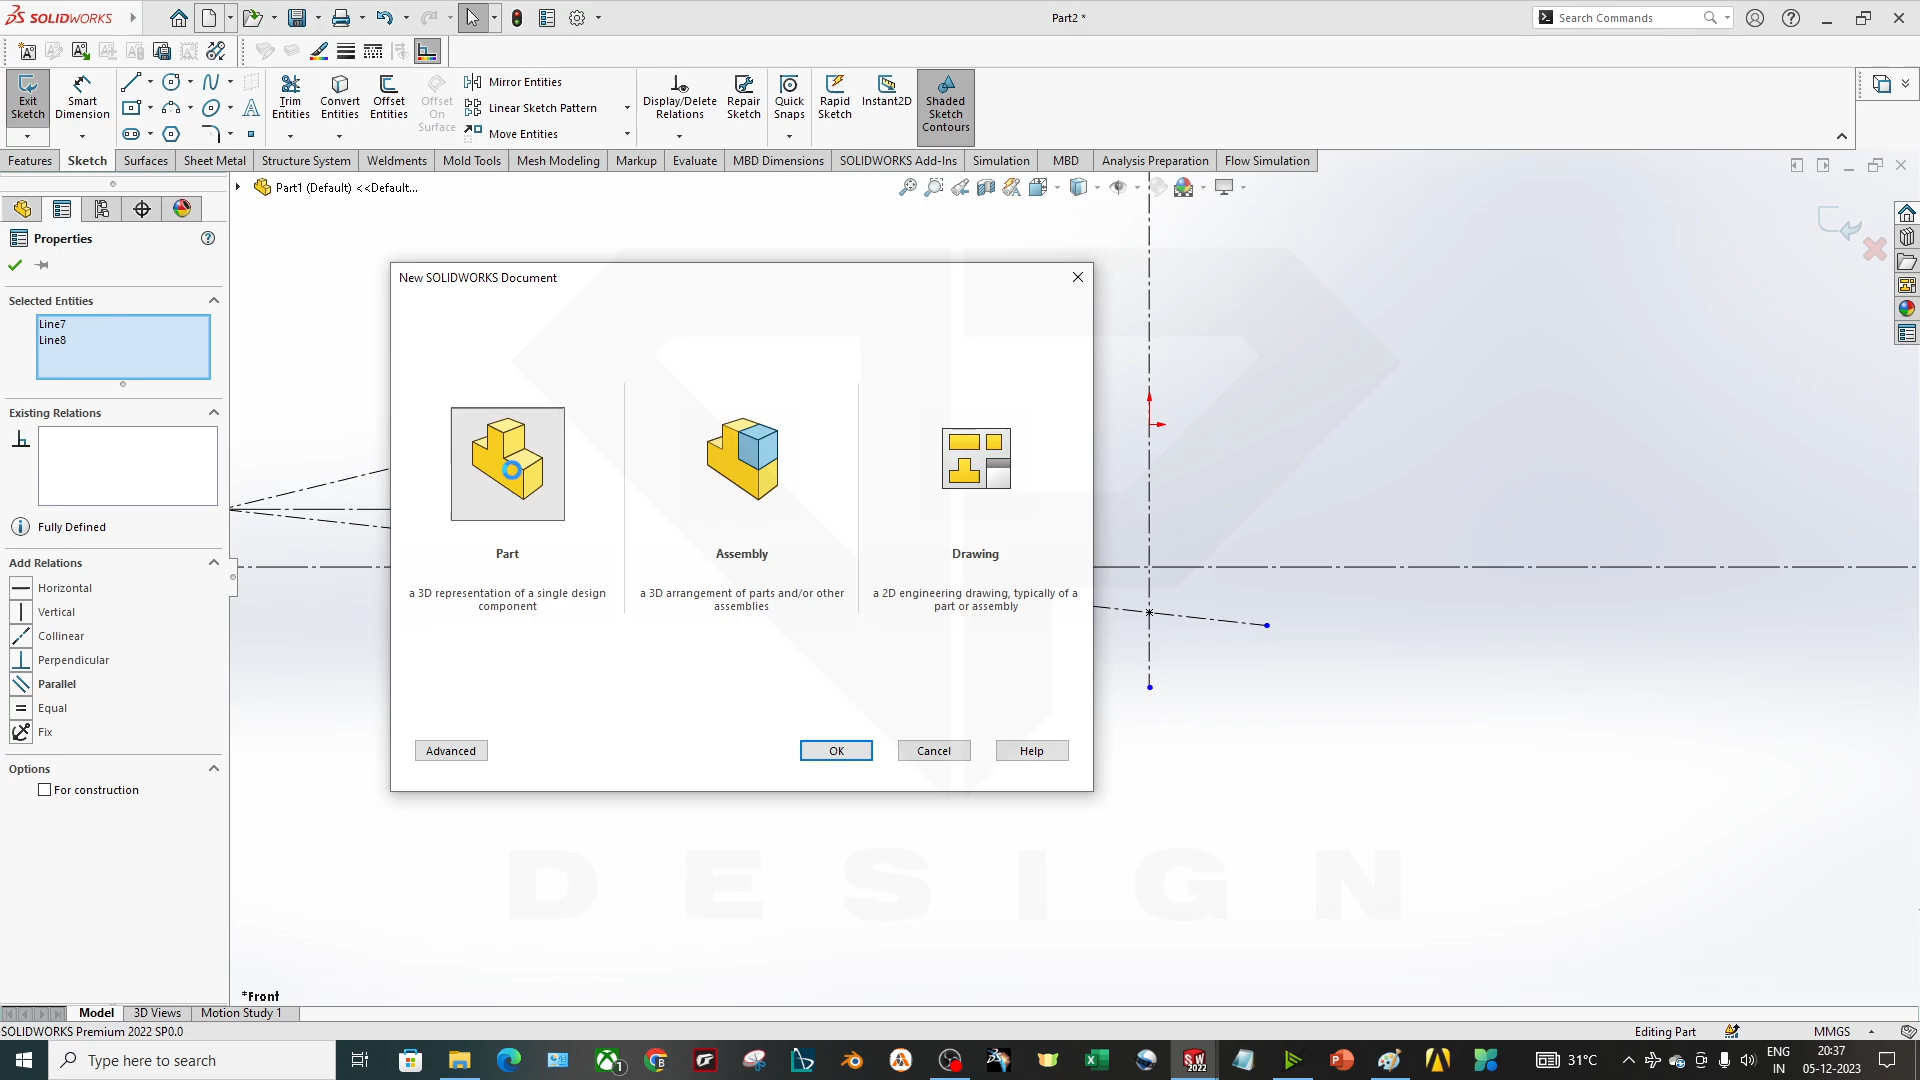 SOLIDWORKS
Part2 *
Search Commands
Exit Sketch
Smart Dimension
Trim Entities
Convert Entities
Offset Entities
Offset On Surface
Mirror Entities
Linear Sketch Pattern
Move Entities
Display/Delete Relations
Repair Sketch
Quick Snaps
Rapid Sketch
Instant2D
Shaded Sketch Contours
Features Sketch Surfaces Sheet Metal Structure System Weldments Mold Tools Mesh Modeling Markup Evaluate MBD Dimensions SOLIDWORKS Add-Ins Simulation MBD Analysis Preparation Flow Simulation
Part1 (Default) <<Default...
Properties
Selected Entities
Line7
Line8
Existing Relations
Fully Defined
Add Relations
Horizontal
Vertical
Collinear
Perpendicular
Parallel
Equal
Fix
Options
For construction
New SOLIDWORKS Document
Part
a 3D representation of a single design
component
Assembly
a 3D arrangement of parts and/or other
assemblies
Drawing
a 2D engineering drawing, typically of a
part or assembly
Advanced OK Cancel Help
DESIGN
*Front
Model 3D Views Motion Study 1
SOLIDWORKS Premium 2022 SP0.0
Editing Part
MMGS
Type here to search
SW
2022
31°C
ENG
IN
20:37
05-12-2023